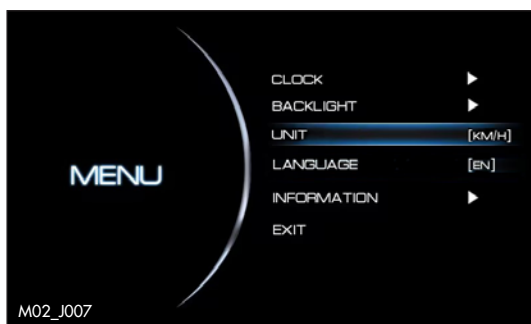 MENU
CLOCK ▶
BACKLIGHT ▶
UNIT [KM/H]
LANGUAGE [EN]
INFORMATION ▶
EXIT
M02_J007